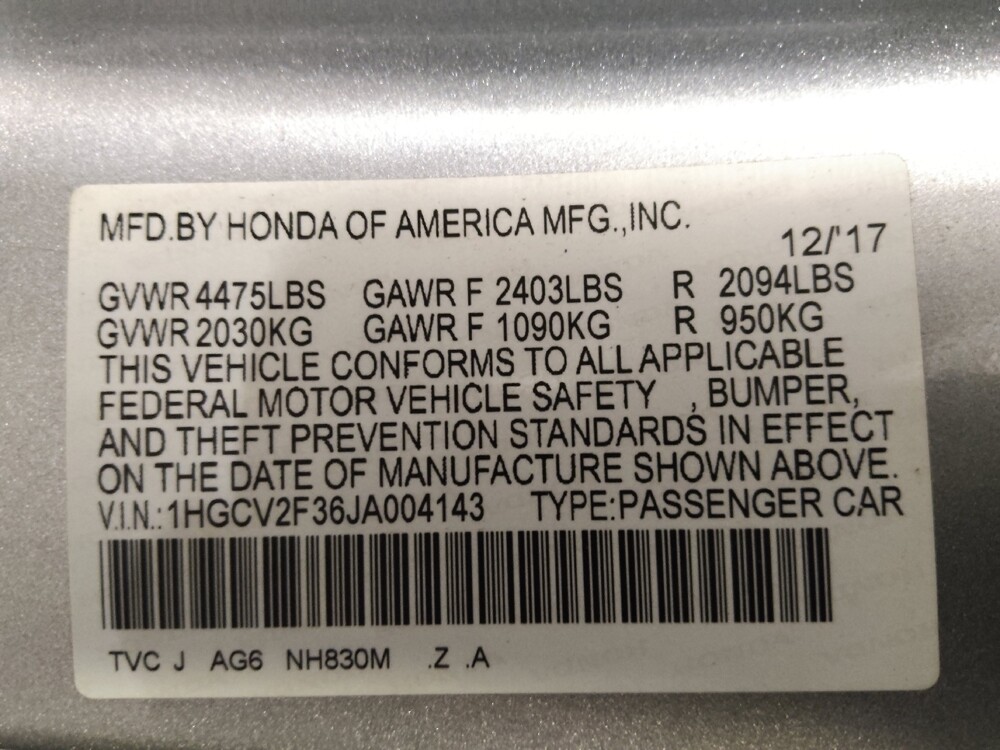 MFD.BY HONDA OF AMERICA MFG.,INC.
12/'17
GVWR 4475LBS GAWR F 2403LBS R 2094LBS
GVWR 2030KG GAWR F 1090KG R 950KG
THIS VEHICLE CONFORMS TO ALL APPLICABLE
FEDERAL MOTOR VEHICLE SAFETY , BUMPER,
AND THEFT PREVENTION STANDARDS IN EFFECT
ON THE DATE OF MANUFACTURE SHOWN ABOVE.
V.I.N.: 1HGCV2F36JA004143 TYPE:PASSENGER CAR
TVC J AG6 NH830M .Z .A